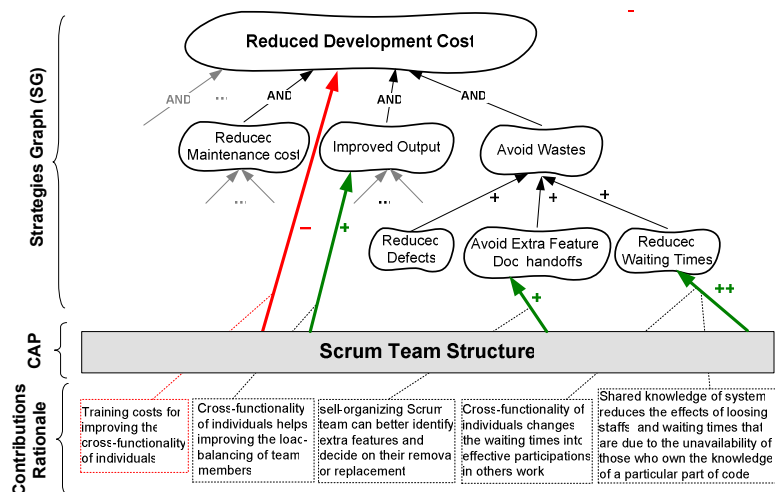 Reduced Development Cost
AND
...
AND
AND
AND
Reduced
Maintenance cost
Improved Output
Avoid Wastes
...
...
+
+
+
Reduced
Defects
Avoid Extra Feature
Doc handoffs
Reduced
Waiting Times
−
+
+
++
Strategies Graph (SG)
CAP
Scrum Team Structure
Contributions
Rationale
Training costs for
improving the
cross-functionality
of individuals
Cross-functionality
of individuals helps
improving the load-
balancing of team
members
self-organizing Scrum
team can better identify
extra features and
decide on their remova
or replacement
Cross-functionality of
individuals changes
the waiting times into
effective participations
in others work
Shared knowledge of system
reduces the effects of loosing
staffs and waiting times that
are due to the unavailability of
those who own the knowledge
of a particular part of code